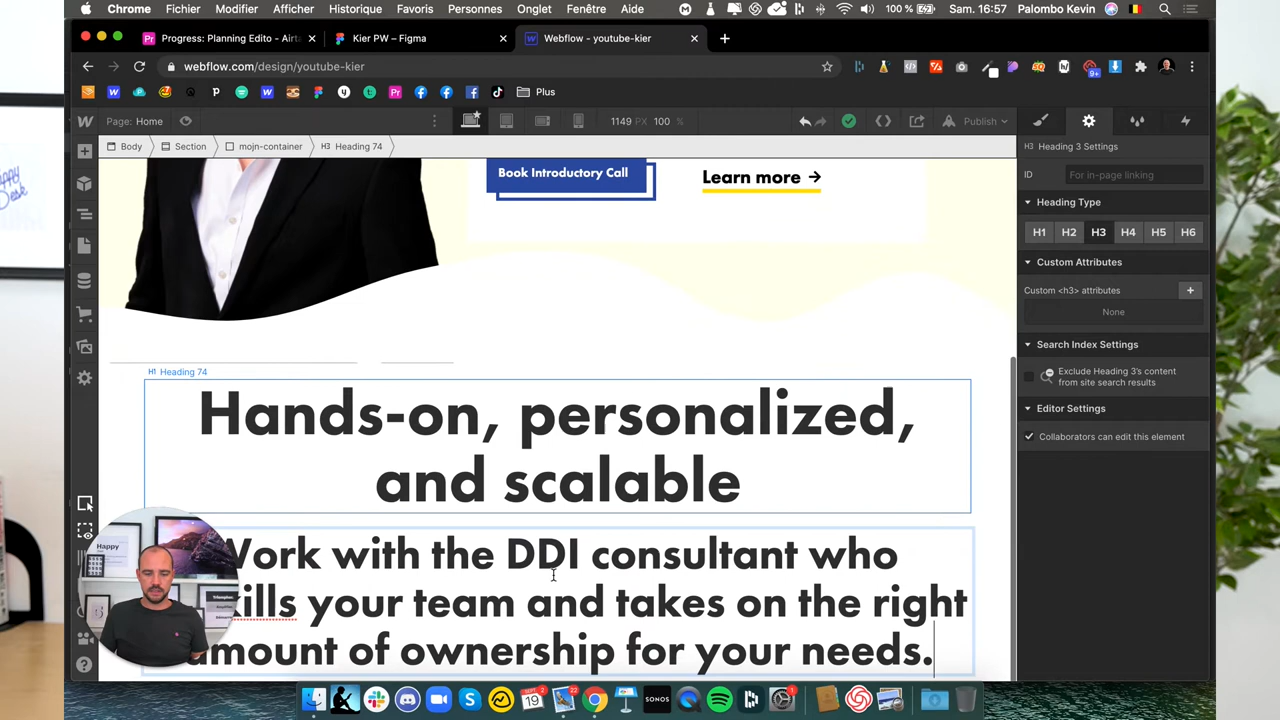 Chrome Fichier Modifier Afficher Historique Favoris Personnes Onglet Fenêtre Aide 100 % Sam. 16:57 Palombo Kevin
Progress: Planning Edito - Airta
Kier PW – Figma
Webflow - youtube-kier
webflow.com/design/youtube-kier
9+
Plus
Page: Home
1149 PX 100 %
Publish
Body Section mojn-container H3 Heading 74
H3 Heading 3 Settings
ID For in-page linking
Heading Type
H1 H2 H3 H4 H5 H6
Custom Attributes
Custom <h3> attributes
None
Search Index Settings
Exclude Heading 3's content
from site search results
Editor Settings
Collaborators can edit this element
Book Introductory Call
Learn more →
H1 Heading 74
Hands-on, personalized,
and scalable
Work with the DDI consultant who
kills your team and takes on the right
amount of ownership for your needs.
Happy
SONOS